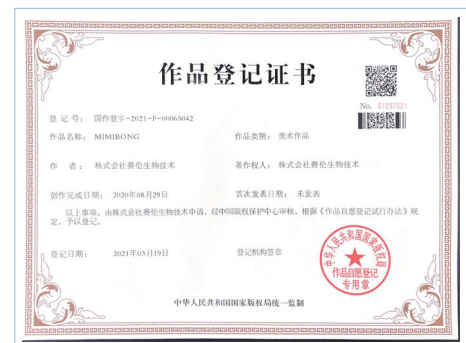 作品登记证书
No. 01097021
登 记 号： 国作登字-2021-F-00065042
作品名称： MIMIBONG 作品类别： 美术作品
作 者： 株式会社赛伦生物技术 著作权人： 株式会社赛伦生物技术
创作完成日期： 2020年08月29日 首次发表日期： 未发表
以上事项，由株式会社赛伦生物技术申请，经中国版权保护中心审核，根据《作品自愿登记试行办法》规
定，予以登记。
登记日期： 2021年03月19日 登记机构签章
中华人民共和国国家版权局
作品自愿登记
专用章
中华人民共和国国家版权局统一监制